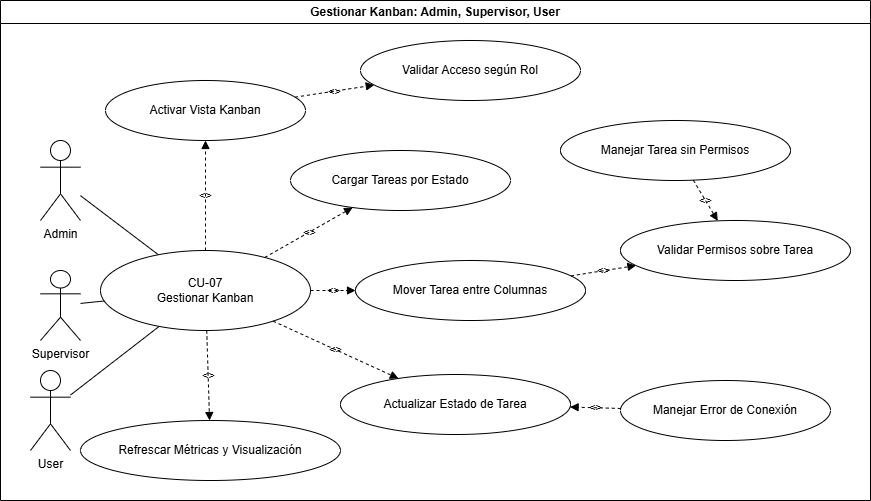 Gestionar Kanban: Admin, Supervisor, User
Validar Acceso según Rol
Activar Vista Kanban
Manejar Tarea sin Permisos
Cargar Tareas por Estado
Admin
Validar Permisos sobre Tarea
CU-07
Gestionar Kanban
Mover Tarea entre Columnas
Supervisor
Actualizar Estado de Tarea
Manejar Error de Conexión
User
Refrescar Métricas y Visualización